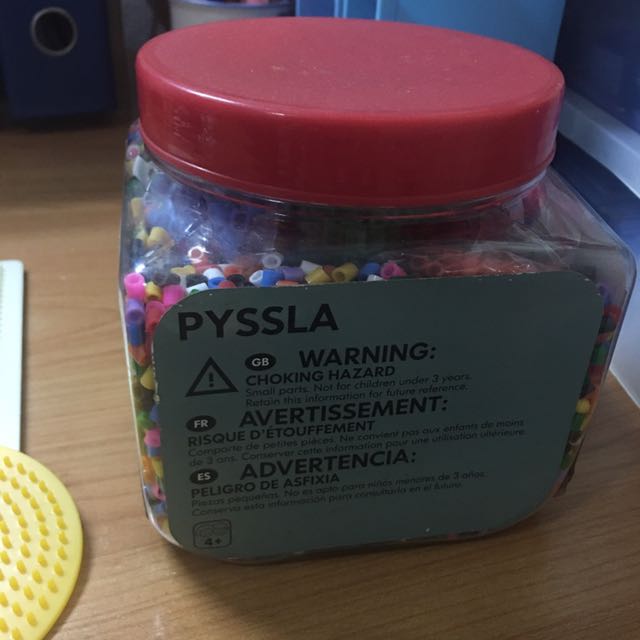 PYSSLA
GB WARNING:
CHOKING HAZARD
Small parts. Not for children under 3 years.
Retain this information for future reference.
FR AVERTISSEMENT:
RISQUE D'ÉTOUFFEMENT
Comporte de petites pièces. Ne convient pas aux enfants de moins
de 3 ans. Conserver cette information pour une utilisation ultérieure.
ES ADVERTENCIA:
PELIGRO DE ASFIXIA
Piezas pequeñas. No es apto para niños menores de 3 años.
Conserva esta información para consultarla en el futuro.
4+